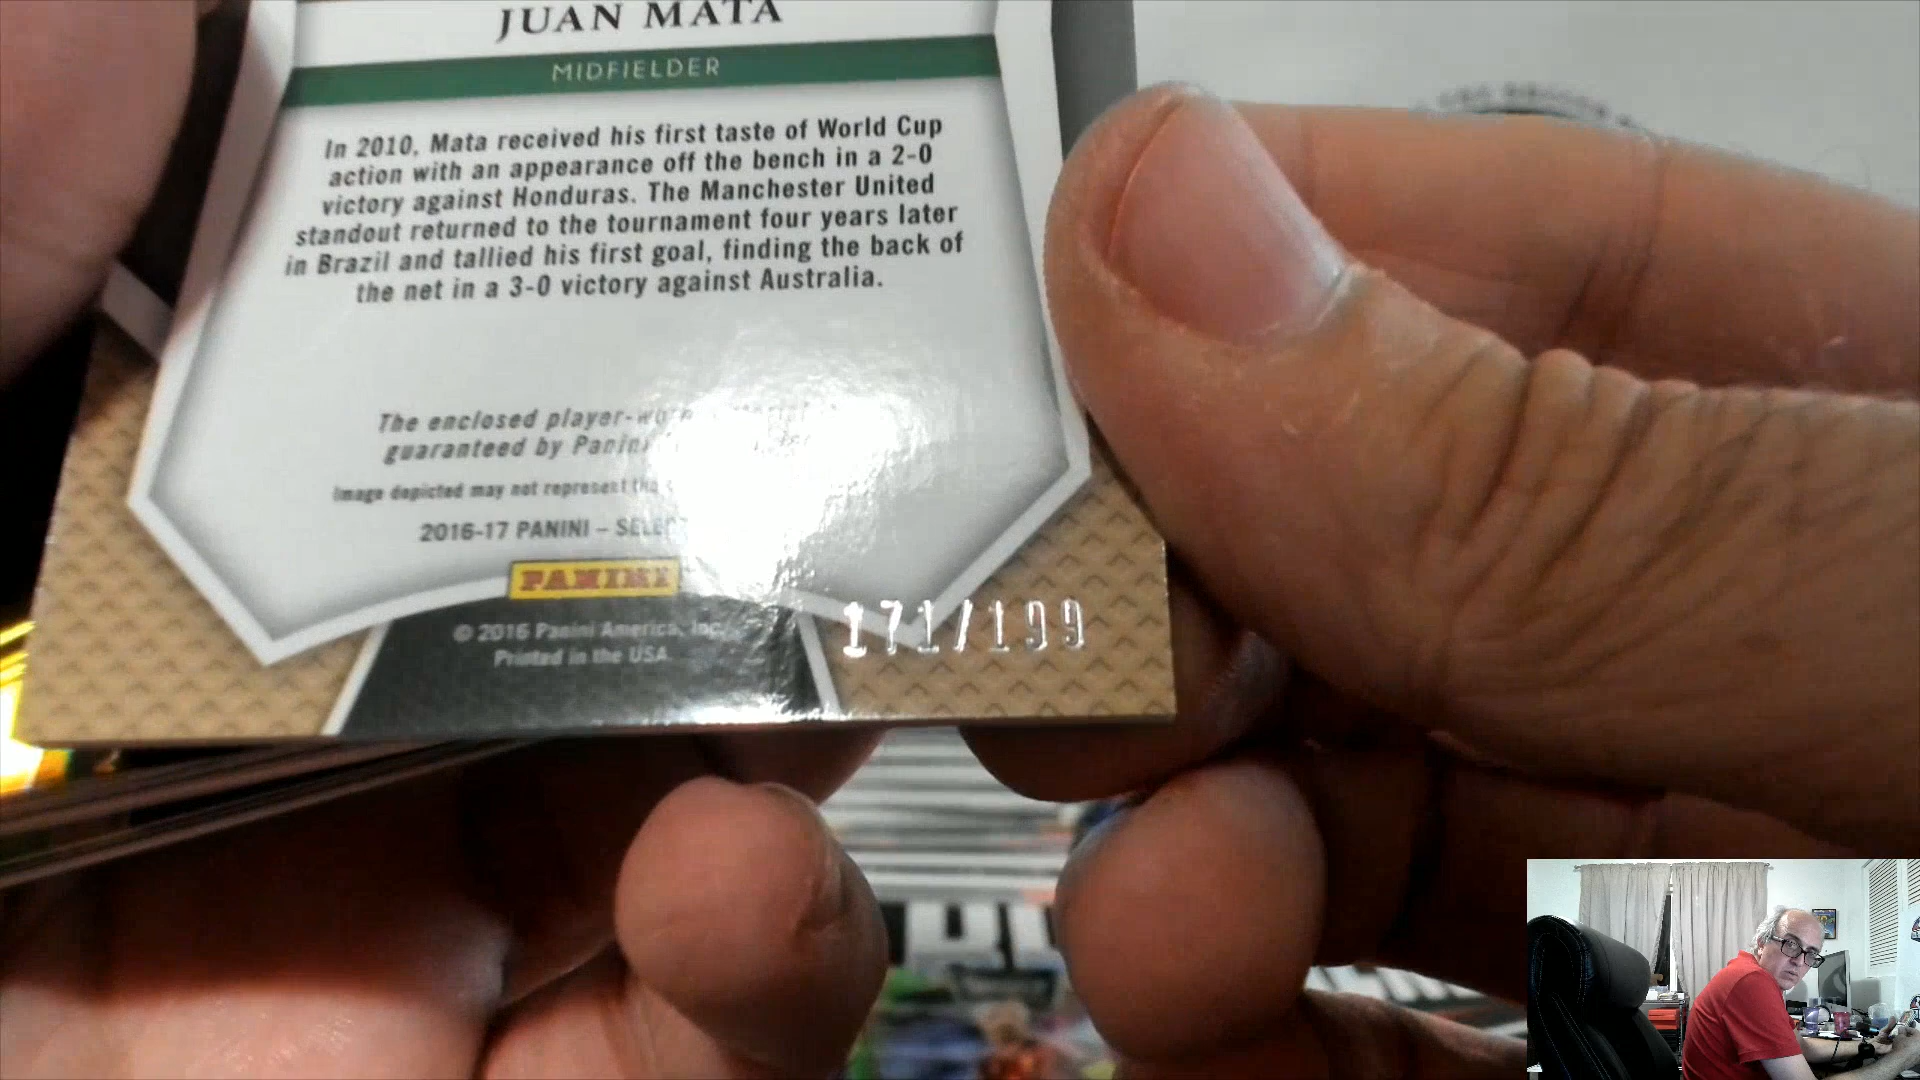 JUAN MATA
MIDFIELDER
In 2010, Mata received his first taste of World Cup
action with an appearance off the bench in a 2-0
victory against Honduras. The Manchester United
standout returned to the tournament four years later
in Brazil and tallied his first goal, finding the back of
the net in a 3-0 victory against Australia.
The enclosed player-worn
guaranteed by Panini
Image depicted may not represent the
2016-17 PANINI – SELECT
PANINI
© 2016 Panini America, Inc.
Printed in the USA
171/199